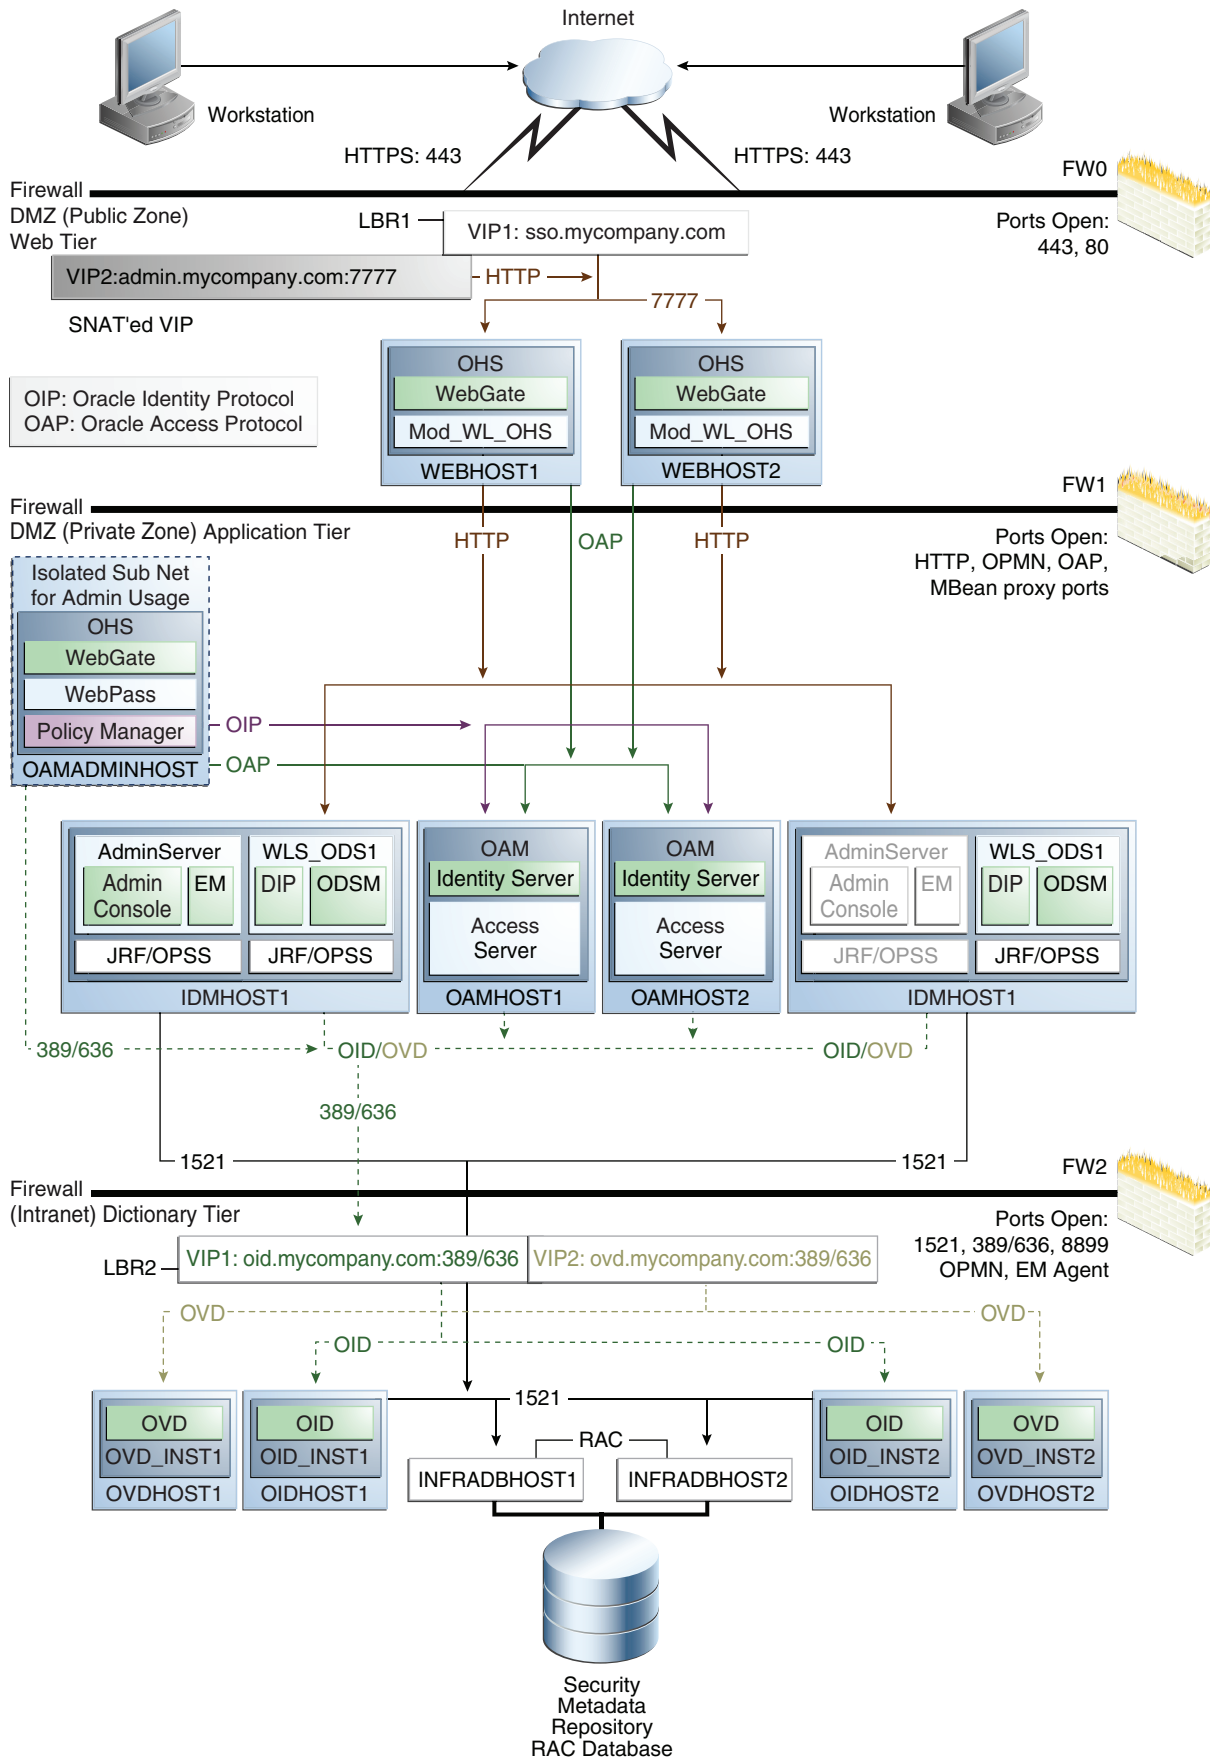 Internet
Workstation
Workstation
HTTPS: 443
HTTPS: 443
FW0
Firewall
DMZ (Public Zone)
Web Tier
LBR1
VIP1: sso.mycompany.com
Ports Open:
443, 80
VIP2:admin.mycompany.com:7777
HTTP
7777
SNAT'ed VIP
OIP: Oracle Identity Protocol
OAP: Oracle Access Protocol
OHS
WebGate
Mod_WL_OHS
WEBHOST1
OHS
WebGate
Mod_WL_OHS
WEBHOST2
FW1
Firewall
DMZ (Private Zone) Application Tier
HTTP
OAP
HTTP
Ports Open:
HTTP, OPMN, OAP,
MBean proxy ports
Isolated Sub Net
for Admin Usage
OHS
WebGate
WebPass
Policy Manager
OAMADMINHOST
OIP
OAP
AdminServer
Admin
Console
EM
JRF/OPSS
WLS_ODS1
DIP
ODSM
JRF/OPSS
IDMHOST1
OAM
Identity Server
Access
Server
OAMHOST1
OAM
Identity Server
Access
Server
OAMHOST2
AdminServer
Admin
Console
EM
JRF/OPSS
WLS_ODS1
DIP
ODSM
JRF/OPSS
IDMHOST1
389/636
OID/OVD
OID/OVD
389/636
1521
1521
FW2
Firewall
(Intranet) Dictionary Tier
Ports Open:
1521, 389/636, 8899
OPMN, EM Agent
LBR2
VIP1: oid.mycompany.com:389/636
VIP2: ovd.mycompany.com:389/636
OVD
OVD
OID
OID
1521
OVD
OVD_INST1
OVDHOST1
OID
OID_INST1
OIDHOST1
RAC
INFRADBHOST1
INFRADBHOST2
OID
OID_INST2
OIDHOST2
OVD
OVD_INST2
OVDHOST2
Security
Metadata
Repository
RAC Database